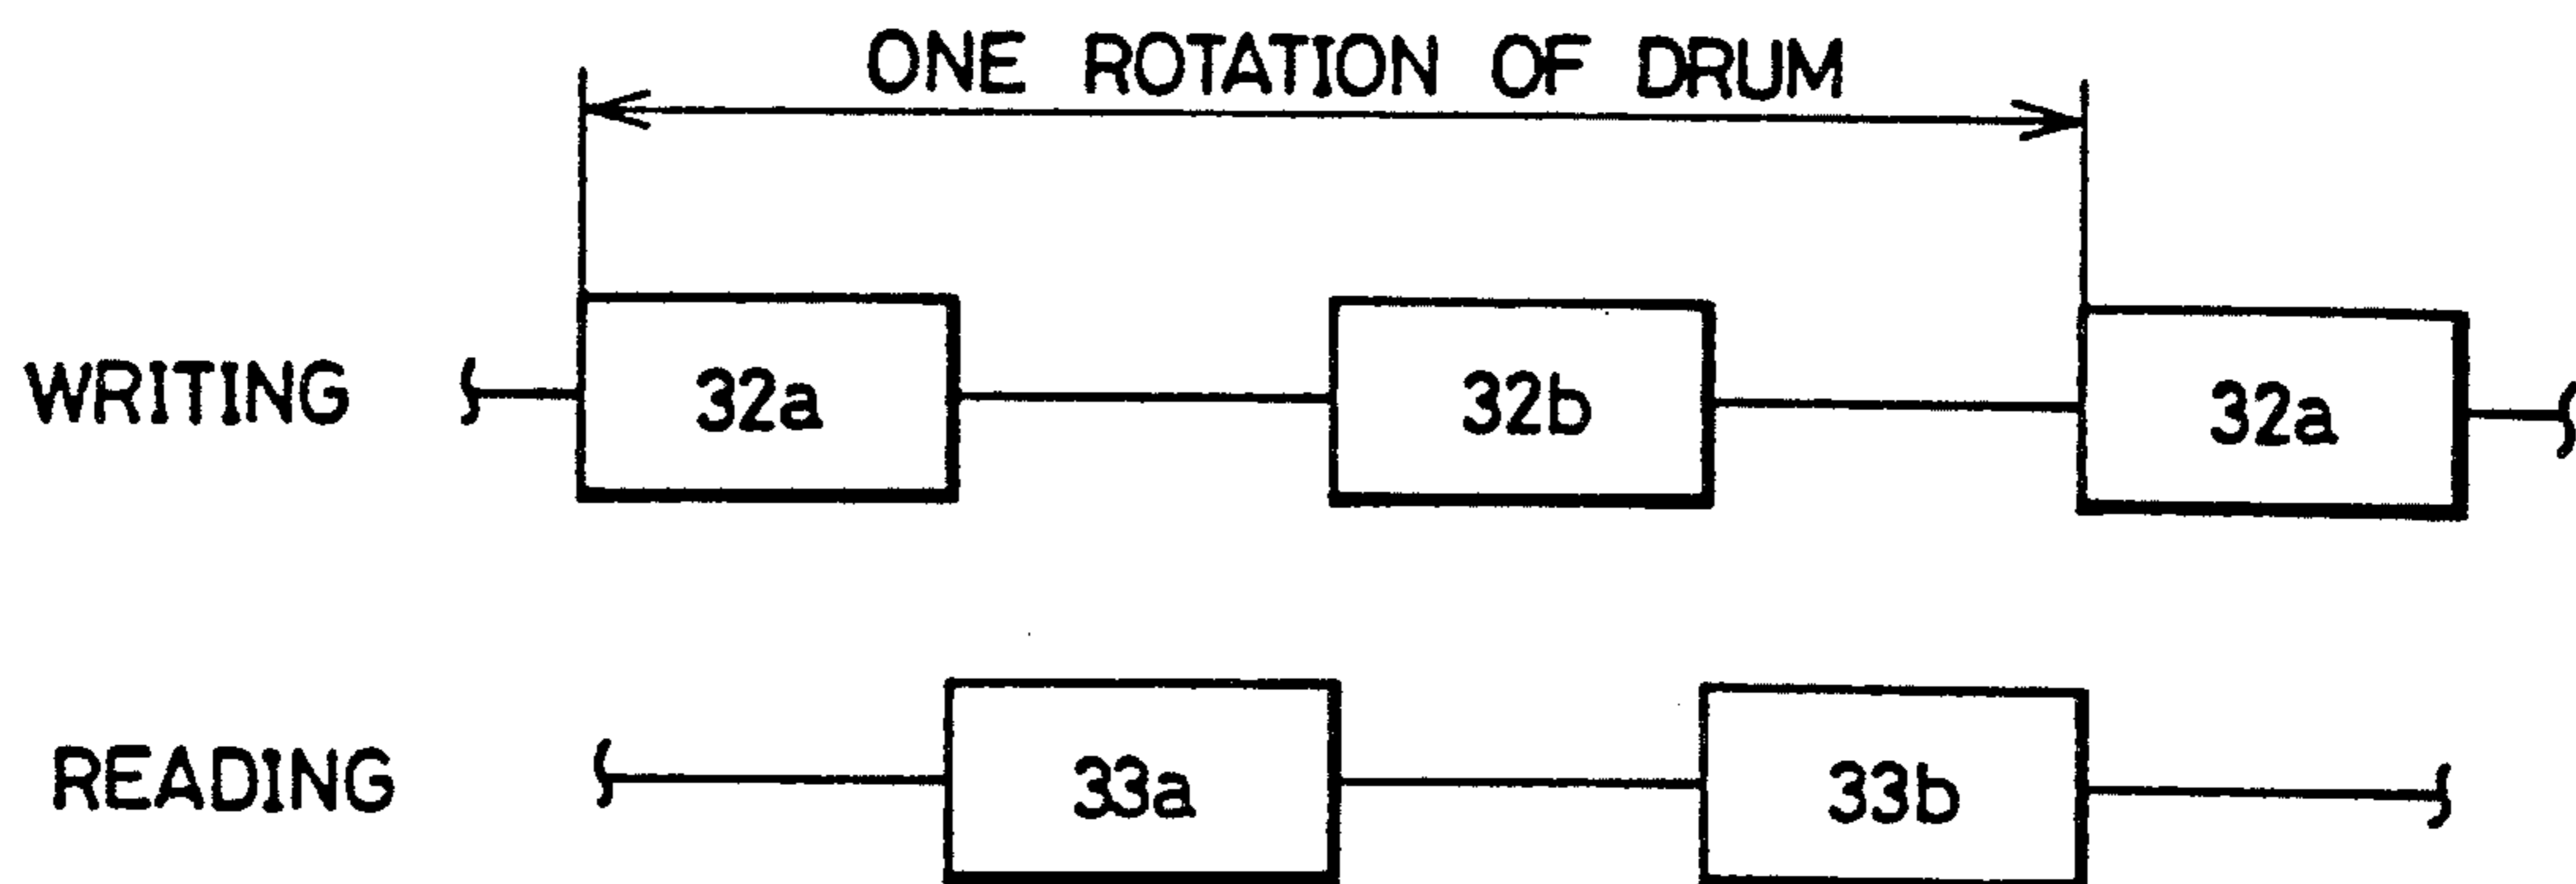 ONE ROTATION OF DRUM
WRITING 32a 32b 32a
READING 33a 33b